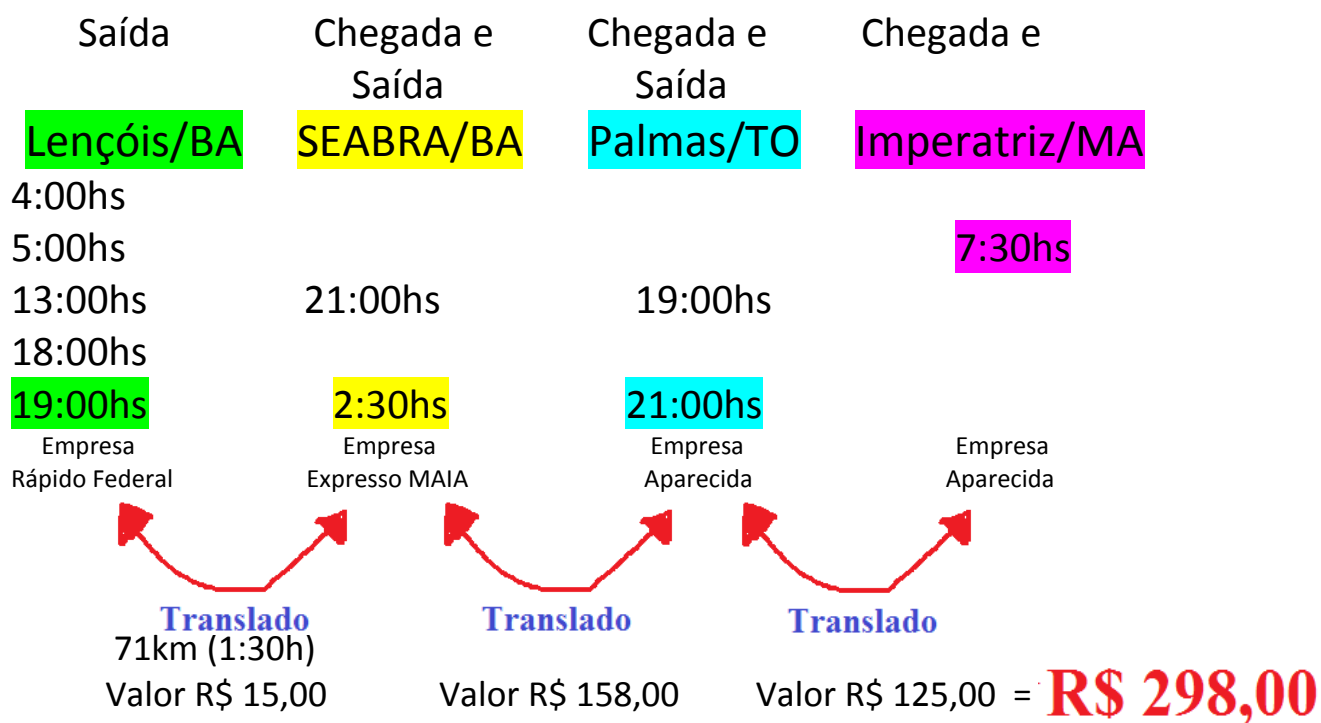 Saída Chegada e Chegada e Chegada e
Saída Saída
Lençóis/BA SEABRA/BA Palmas/TO Imperatriz/MA
4:00hs
5:00hs 7:30hs
13:00hs 21:00hs 19:00hs
18:00hs
19:00hs 2:30hs 21:00hs
Empresa Empresa Empresa Empresa
Rápido Federal Expresso MAIA Aparecida Aparecida
Translado Translado Translado
71km (1:30h)
Valor R$ 15,00 Valor R$ 158,00 Valor R$ 125,00 = R$ 298,00